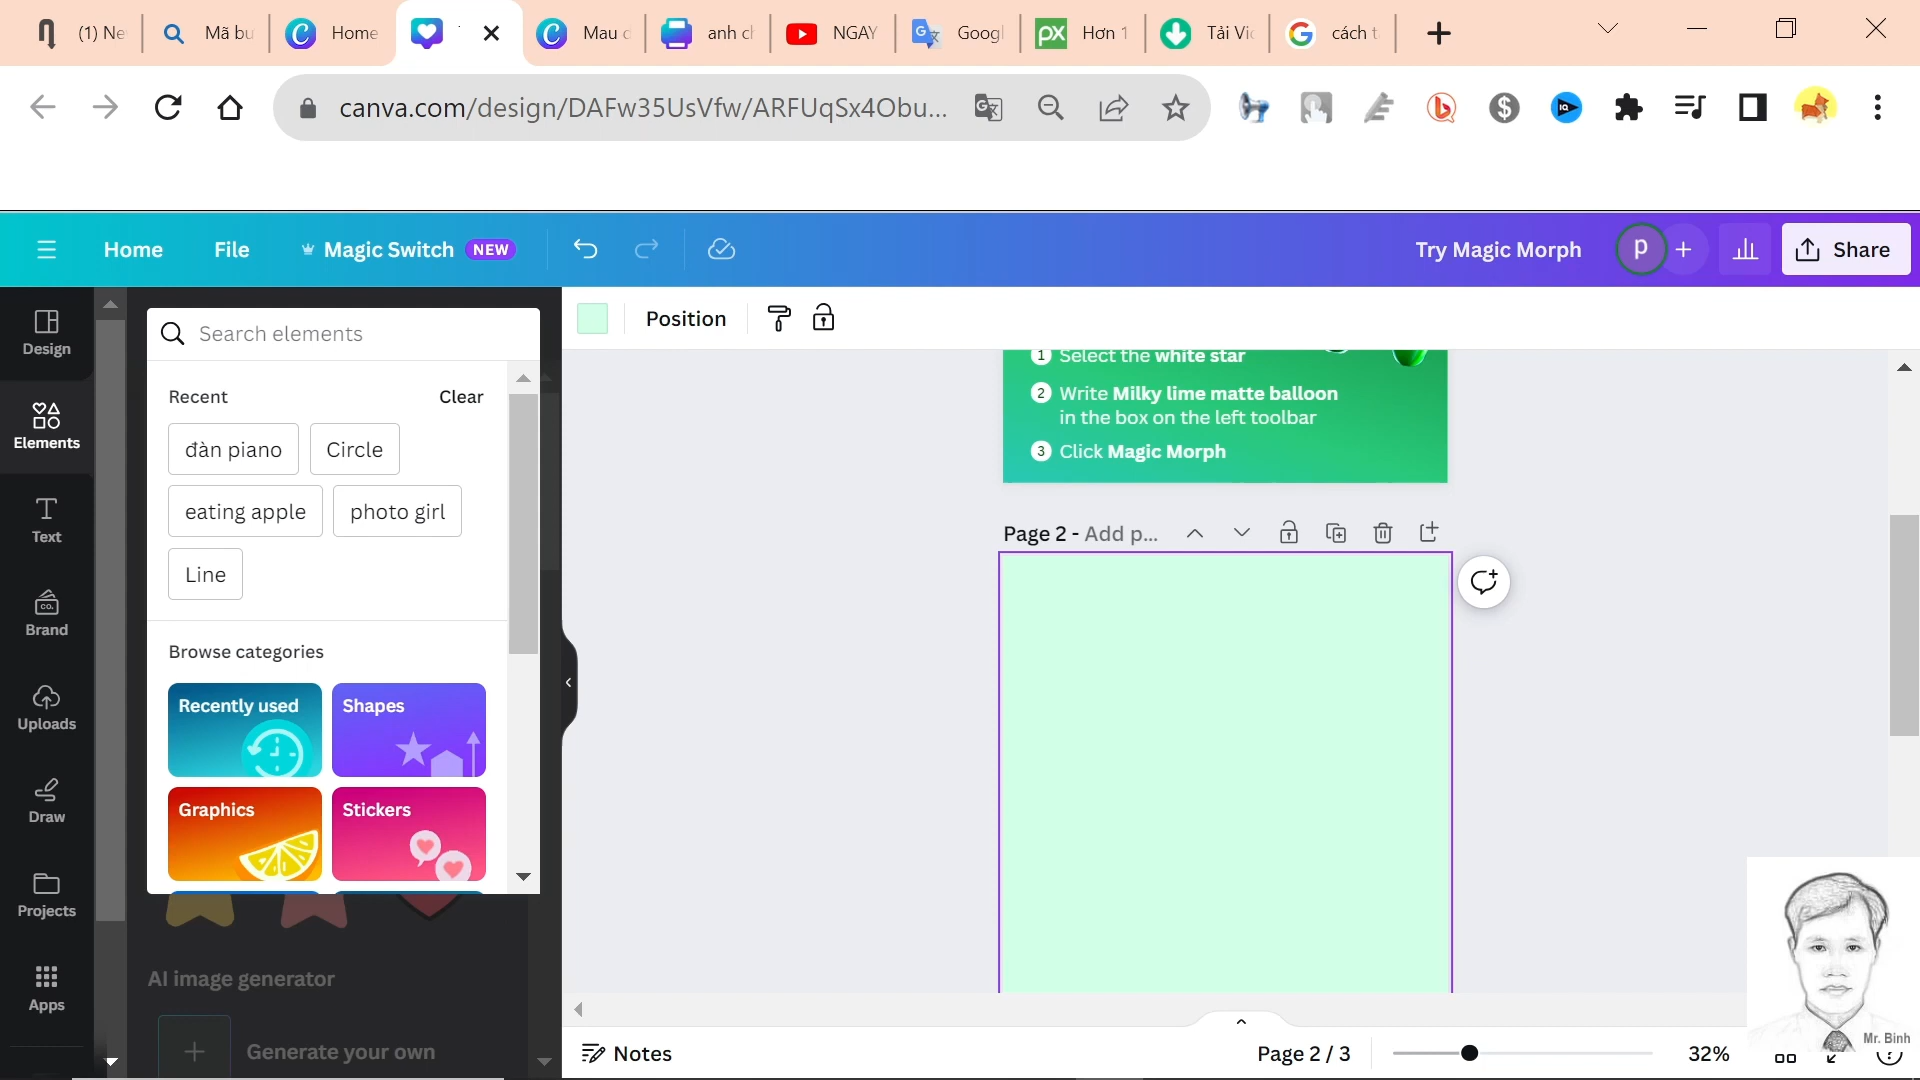 (1) Ne
Mã bu
Home
Mau c
anh cl
NGAY
Googl
Hơn 1
Tải Vi
cách t
canva.com/design/DAFw35UsVfw/ARFUqSx4Obu...
Home
File
Magic Switch
NEW
Try Magic Morph
P
Share
Design
Elements
Text
Brand
CO.
Uploads
Draw
Projects
Apps
Search elements
Recent
Clear
đàn piano
Circle
eating apple
photo girl
Line
Browse categories
Recently used
Shapes
Graphics
Stickers
AI image generator
Generate your own
Position
1 Select the white star
2 Write Milky lime matte balloon
in the box on the left toolbar
3 Click Magic Morph
Page 2 - Add p...
Notes
Page 2 / 3
32%
Mr. Binh